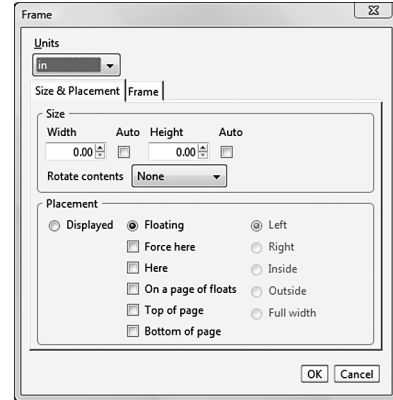 Frame
Units
in
Size & Placement Frame
Size
Width Auto Height Auto
0.00 0.00
Rotate contents None
Placement
Displayed Floating Left
Force here Right
Here Inside
On a page of floats Outside
Top of page Full width
Bottom of page
OK Cancel